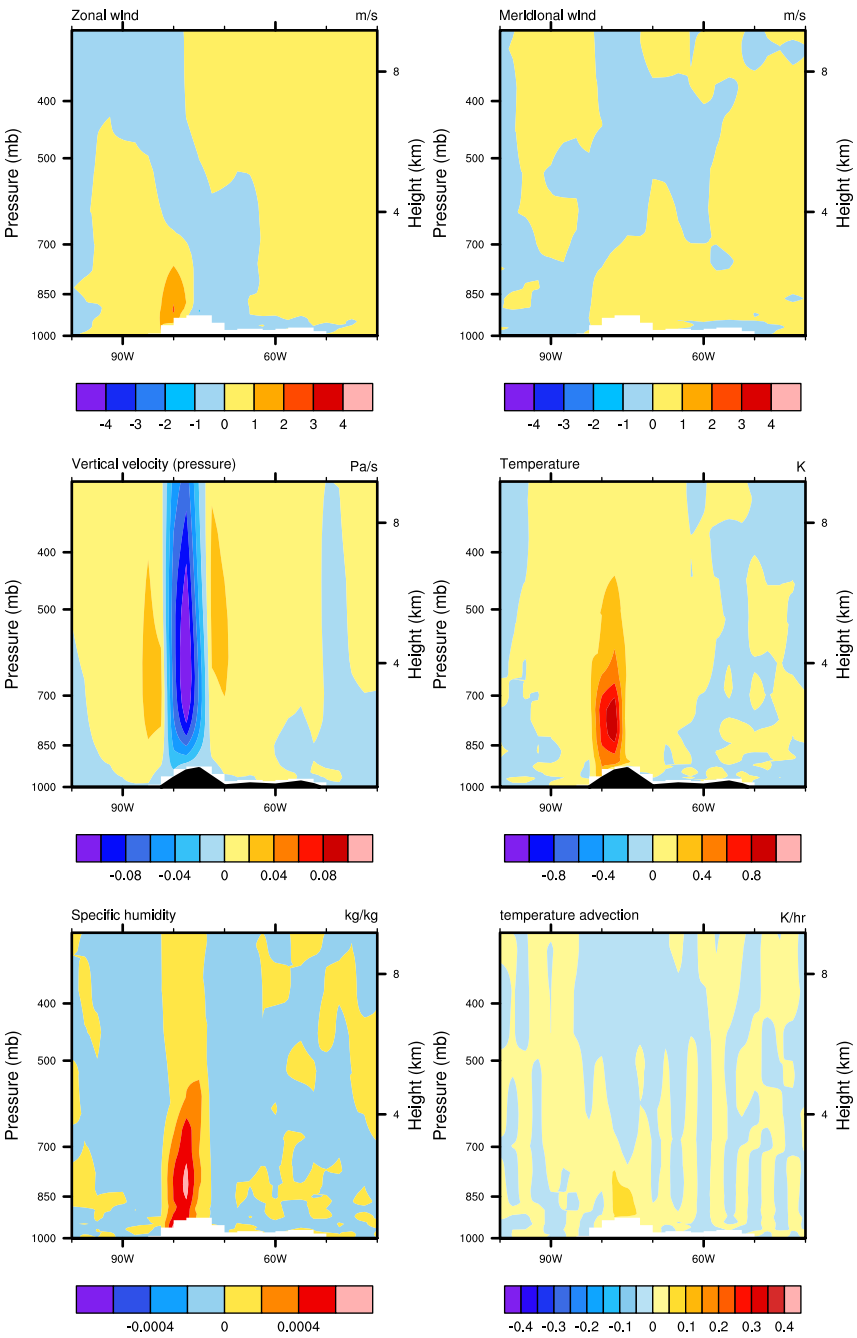 Zonal wind m/s
Pressure (mb)
400
500
700
850
1000
8
4
Height (km)
90W 60W
-4 -3 -2 -1 0 1 2 3 4
Meridional wind m/s
Pressure (mb)
400
500
700
850
1000
8
4
Height (km)
90W 60W
-4 -3 -2 -1 0 1 2 3 4
Vertical velocity (pressure) Pa/s
Pressure (mb)
400
500
700
850
1000
8
4
Height (km)
90W 60W
-0.08 -0.04 0 0.04 0.08
Temperature K
Pressure (mb)
400
500
700
850
1000
8
4
Height (km)
90W 60W
-0.8 -0.4 0 0.4 0.8
Specific humidity kg/kg
Pressure (mb)
400
500
700
850
1000
8
4
Height (km)
90W 60W
-0.0004 0 0.0004
temperature advection K/hr
Pressure (mb)
400
500
700
850
1000
8
4
Height (km)
90W 60W
-0.4 -0.3 -0.2 -0.1 0 0.1 0.2 0.3 0.4